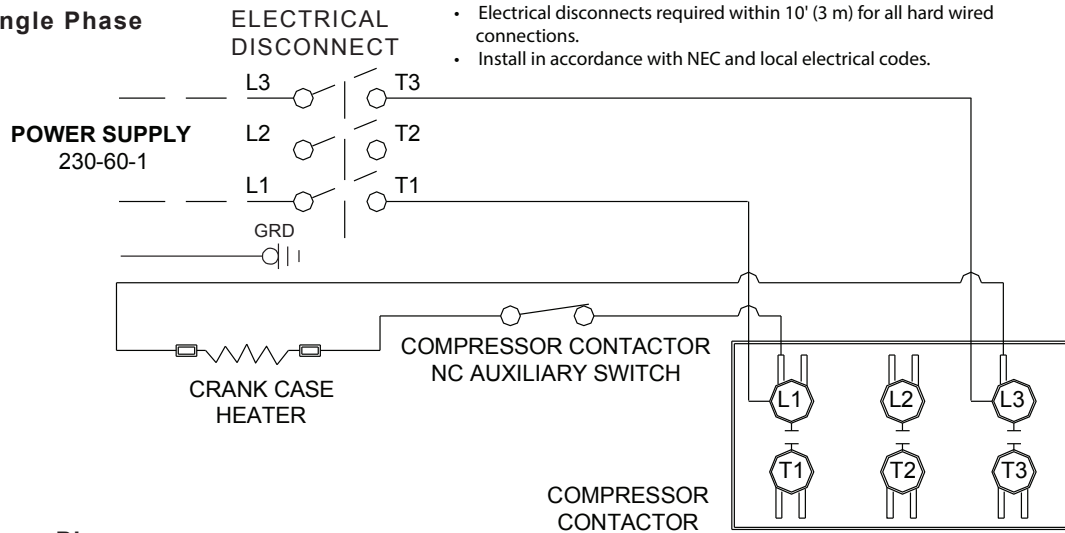 ngle Phase
ELECTRICAL
DISCONNECT
• Electrical disconnects required within 10' (3 m) for all hard wired
connections.
• Install in accordance with NEC and local electrical codes.
L3
T3
POWER SUPPLY
230-60-1
L2
T2
L1
T1
GRD
COMPRESSOR CONTACTOR
NC AUXILIARY SWITCH
CRANK CASE
HEATER
L1
L2
L3
T1
T2
T3
COMPRESSOR
CONTACTOR